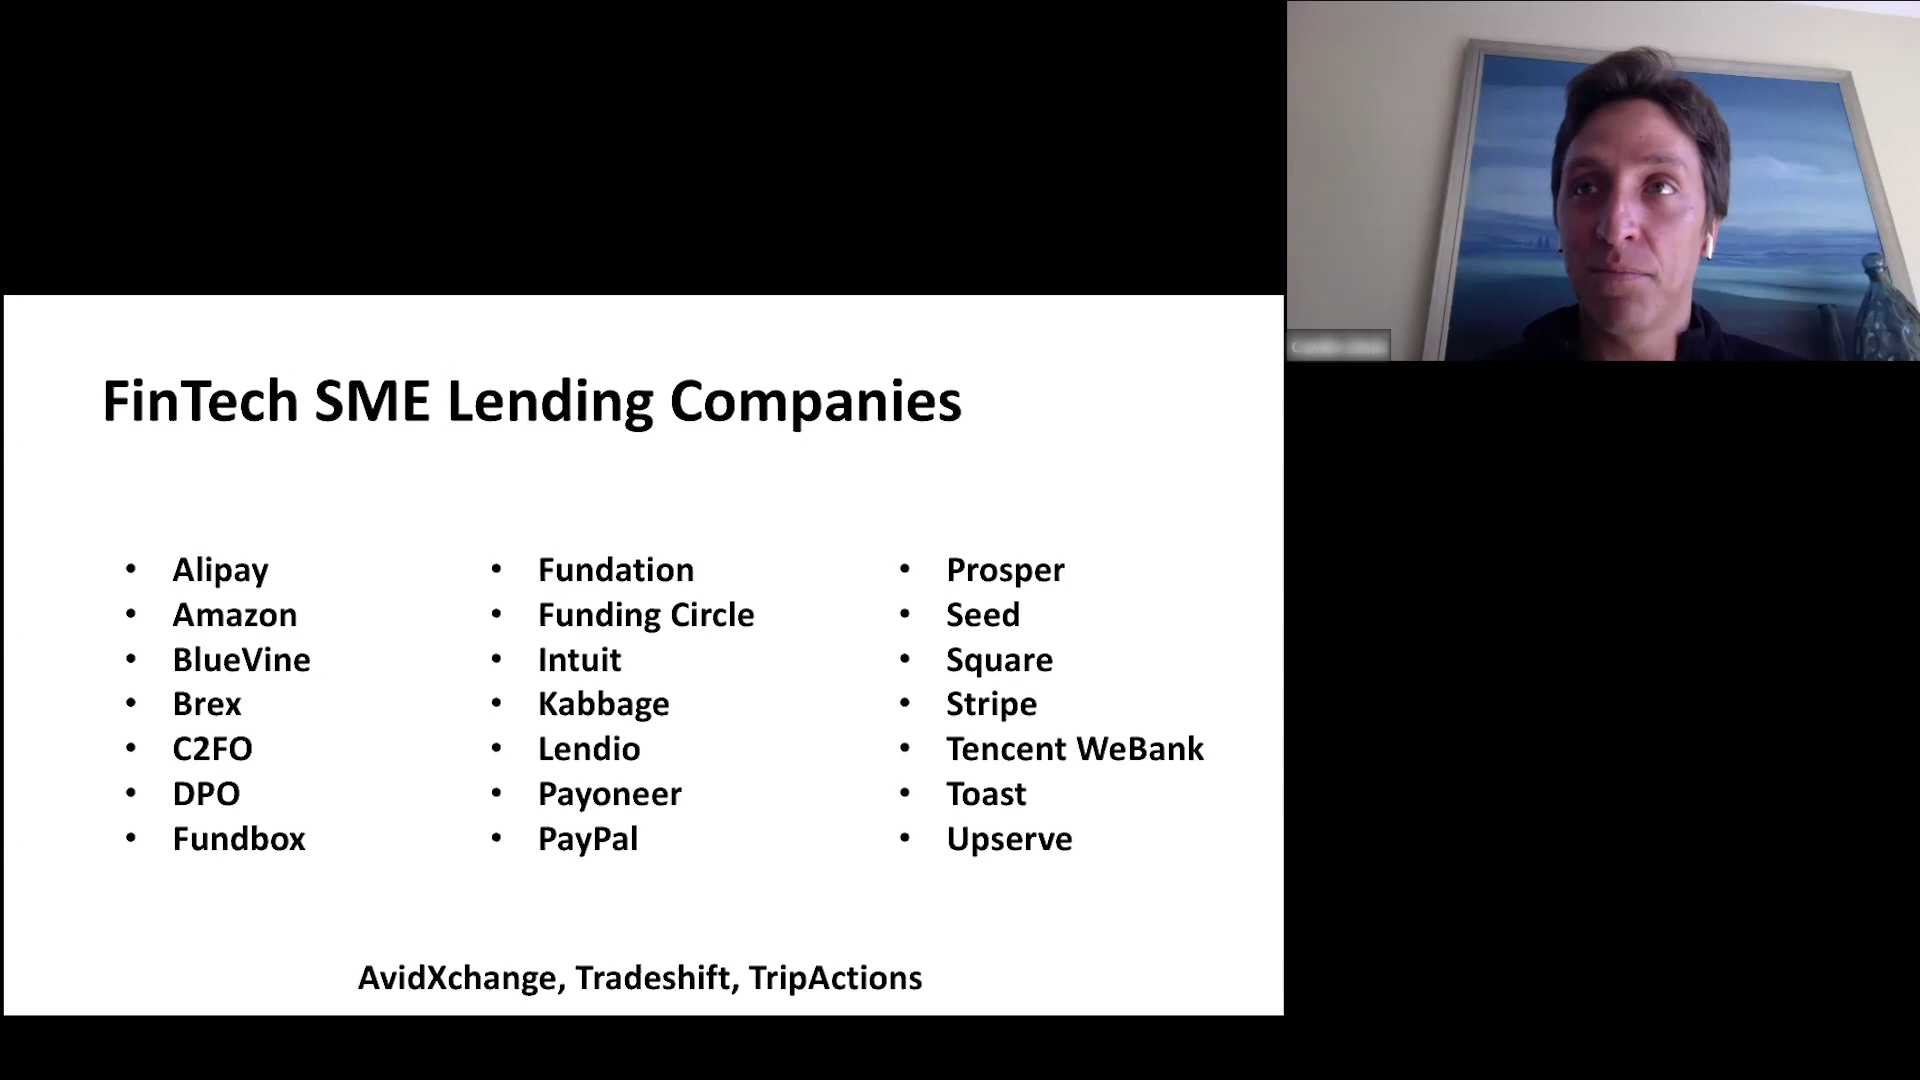 FinTech SME Lending Companies
• Alipay
• Amazon
• BlueVine
• Brex
• C2FO
• DPO
• Fundbox
• Fundation
• Funding Circle
• Intuit
• Kabbage
• Lendio
• Payoneer
• PayPal
• Prosper
• Seed
• Square
• Stripe
• Tencent WeBank
• Toast
• Upserve
AvidXchange, Tradeshift, TripActions